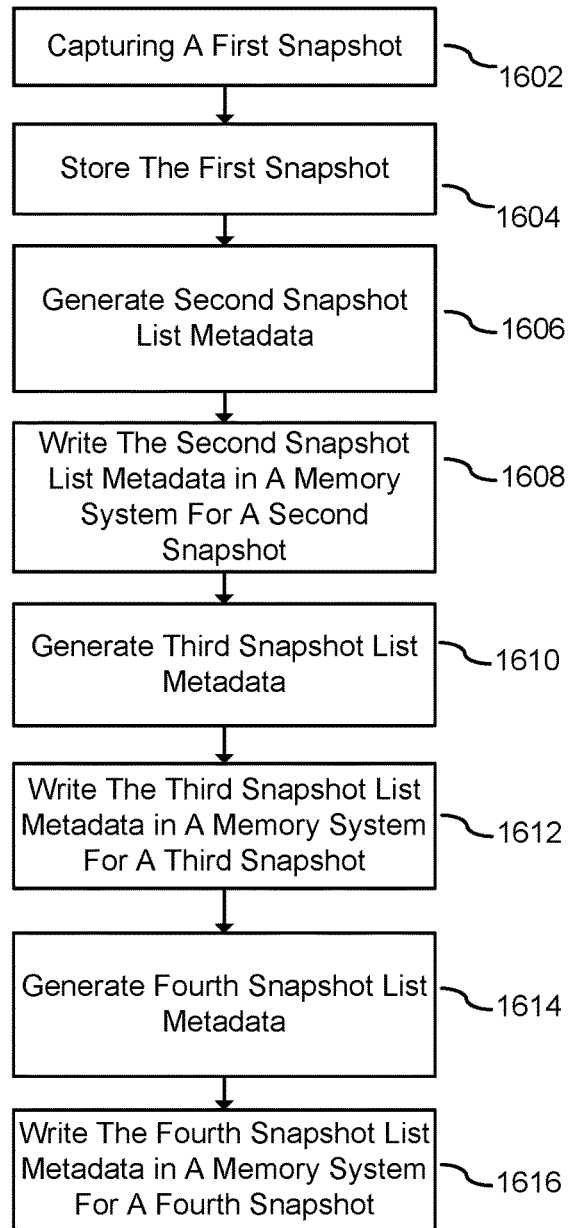 Capturing A First Snapshot
1602
Store The First Snapshot
1604
Generate Second Snapshot
List Metadata
1606
Write The Second Snapshot
List Metadata in A Memory
System For A Second
Snapshot
1608
Generate Third Snapshot List
Metadata
1610
Write The Third Snapshot List
Metadata in A Memory System
For A Third Snapshot
1612
Generate Fourth Snapshot List
Metadata
1614
Write The Fourth Snapshot List
Metadata in A Memory System
For A Fourth Snapshot
1616